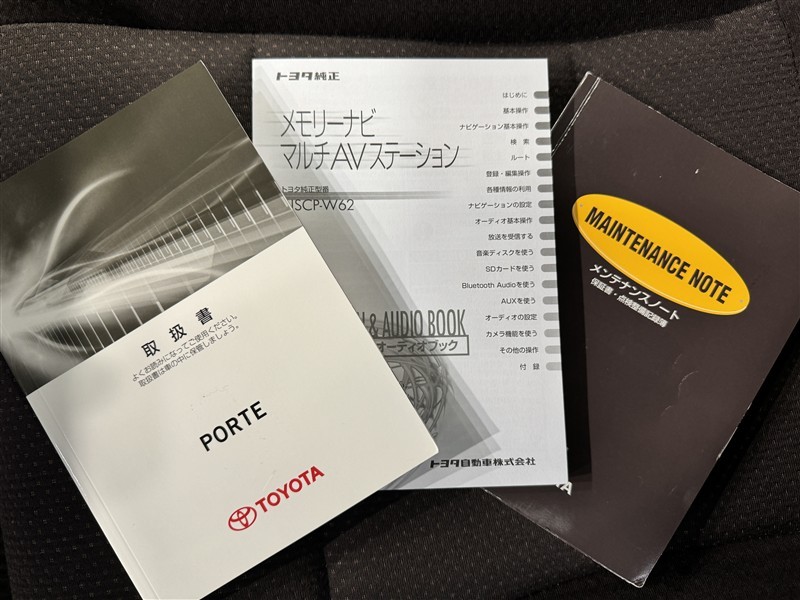 取扱書
よくお読みになってご使用ください。
取扱書は車の中に保管しましょう。
PORTE
TOYOTA
トヨタ純正
メモリーナビ
マルチAVステーション
トヨタ純正型番
SCP-W62
& AUDIO BOOK
オーディオブック
はじめに
基本操作
ナビゲーション基本操作
検索
ルート
登録・編集操作
各種情報の利用
ナビゲーションの設定
オーディオ基本操作
放送を受信する
音楽ディスクを使う
SDカードを使う
Bluetooth Audioを使う
AUXを使う
オーディオの設定
カメラ機能を使う
その他の操作
付録
トヨタ自動車株式会社
MAINTENANCE NOTE
メンテナンスノート
保証書・点検整備記録簿